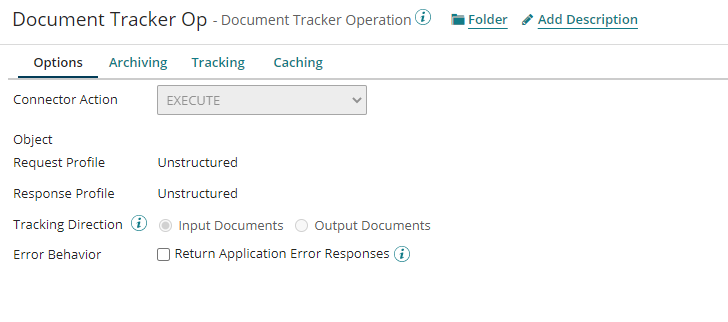 Document Tracker Op - Document Tracker Operation i Folder Add Description
Options Archiving Tracking Caching
Connector Action EXECUTE
Object
Request Profile Unstructured
Response Profile Unstructured
Tracking Direction i Input Documents Output Documents
Error Behavior Return Application Error Responses i